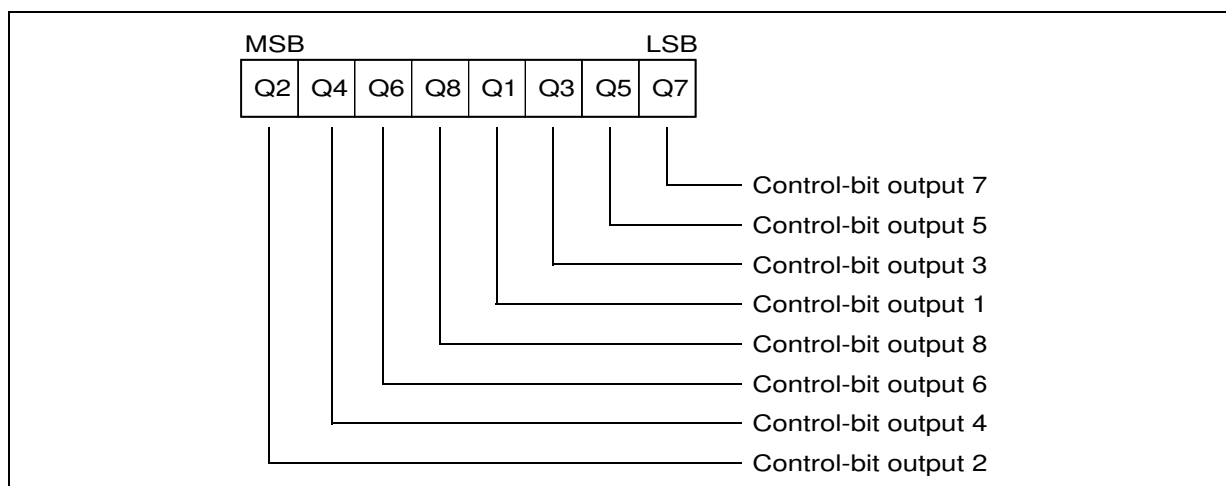 MSB LSB
Q2 Q4 Q6 Q8 Q1 Q3 Q5 Q7
Control-bit output 7
Control-bit output 5
Control-bit output 3
Control-bit output 1
Control-bit output 8
Control-bit output 6
Control-bit output 4
Control-bit output 2